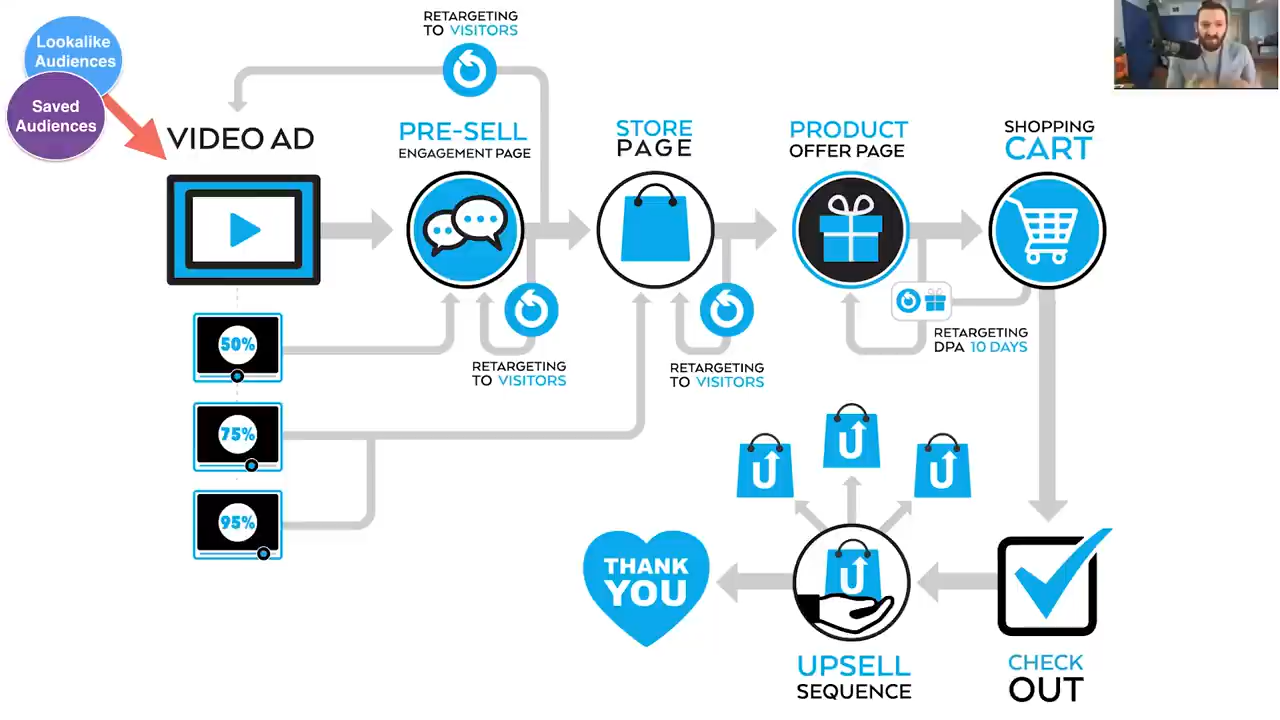 RETARGETING
TO VISITORS
Lookalike
Audiences
Saved
Audiences
VIDEO AD
PRE-SELL
ENGAGEMENT PAGE
STORE
PAGE
PRODUCT
OFFER PAGE
SHOPPING
CART
50%
RETARGETING
TO VISITORS
RETARGETING
TO VISITORS
RETARGETING
DPA 10 DAYS
75%
95%
U
U
U
THANK
YOU
U
UPSELL
SEQUENCE
CHECK
OUT